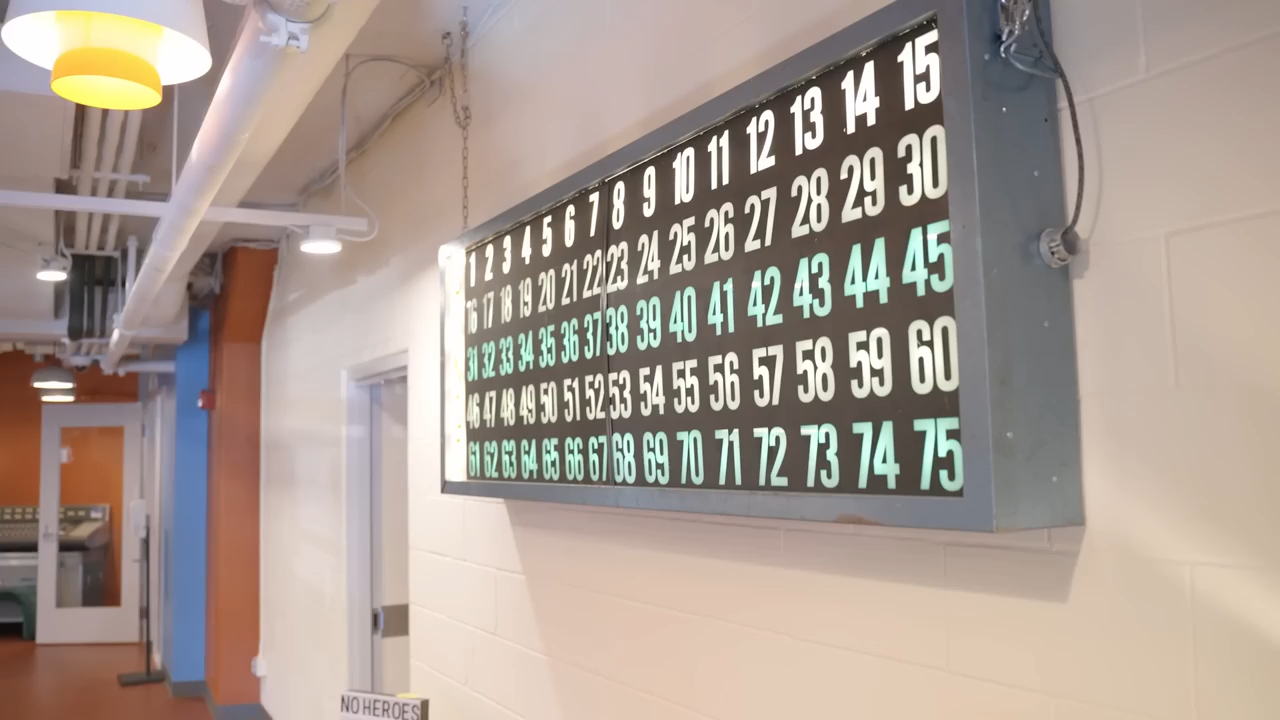 1 2 3 4 5 6 7 8 9 10 11 12 13 14 15
16 17 18 19 20 21 22 23 24 25 26 27 28 29 30
31 32 33 34 35 36 37 38 39 40 41 42 43 44 45
46 47 48 49 50 51 52 53 54 55 56 57 58 59 60
61 62 63 64 65 66 67 68 69 70 71 72 73 74 75
NO HEROES